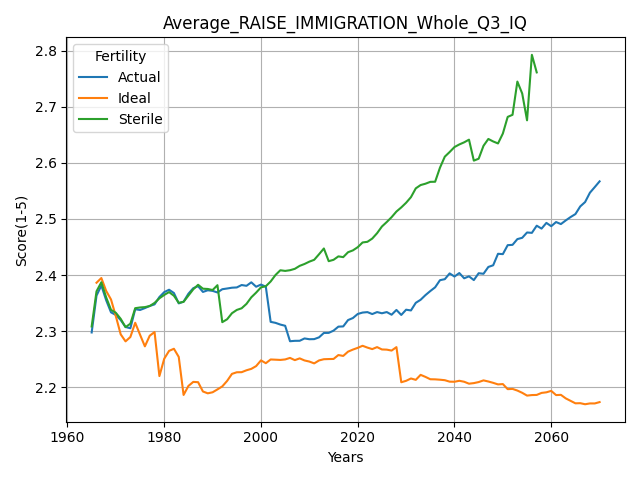 Average_RAISE_IMMIGRATION_Whole_Q3_IQ
Fertility
Actual
Ideal
Sterile
Score(1-5)
2.8
2.7
2.6
2.5
2.4
2.3
2.2
1960
1980
2000
2020
2040
2060
Years